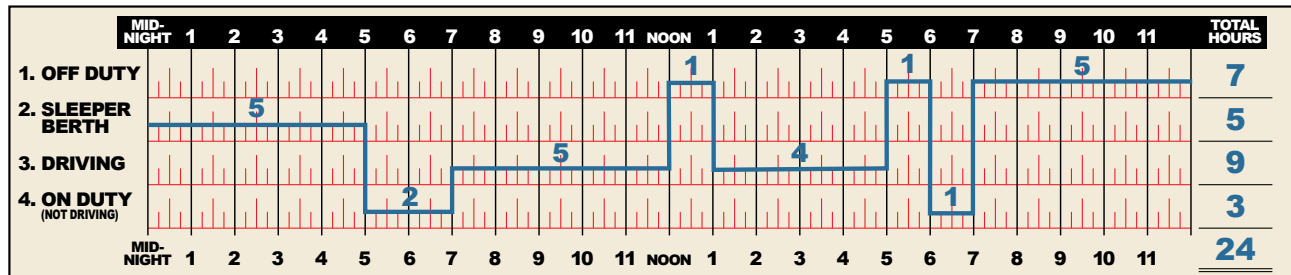 MID-NIGHT 1 2 3 4 5 6 7 8 9 10 11 NOON 1 2 3 4 5 6 7 8 9 10 11 TOTAL HOURS
1. OFF DUTY 1 1 5 7
2. SLEEPER BERTH 5 5
3. DRIVING 5 4 9
4. ON DUTY (NOT DRIVING) 2 1 3
MID-NIGHT 1 2 3 4 5 6 7 8 9 10 11 NOON 1 2 3 4 5 6 7 8 9 10 11 24